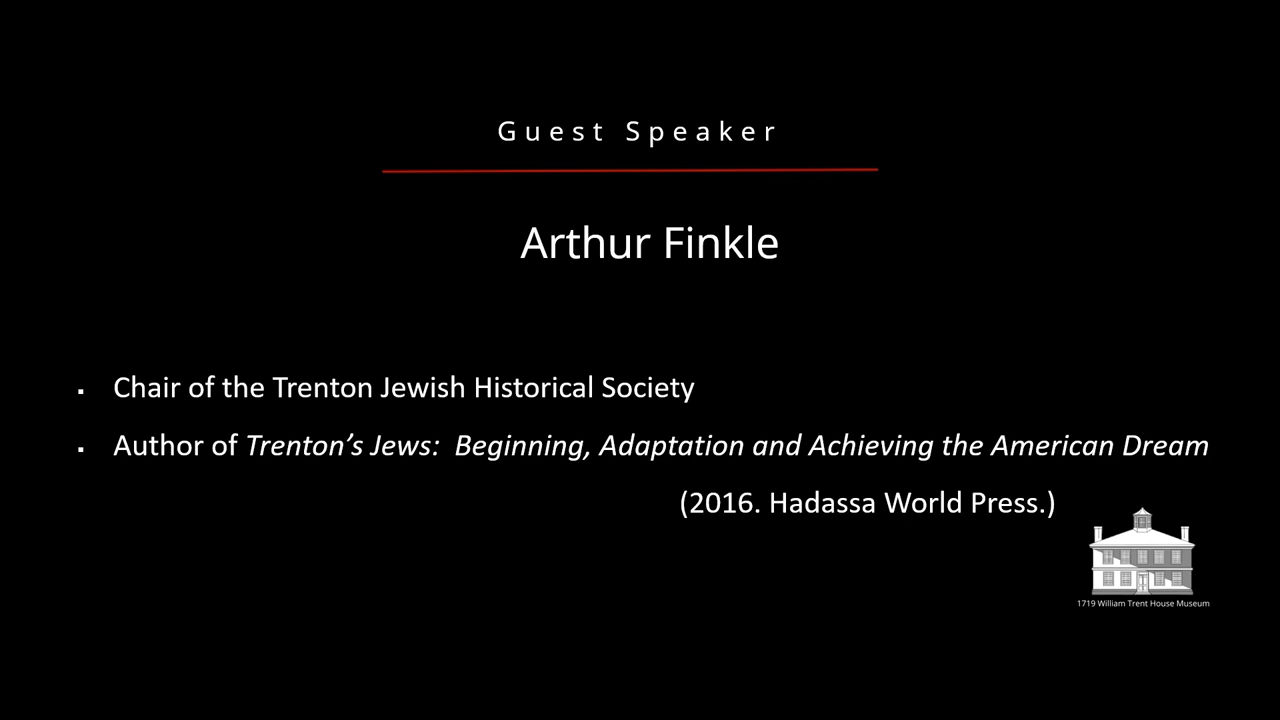 Guest Speaker
Arthur Finkle
▪ Chair of the Trenton Jewish Historical Society
▪ Author of Trenton’s Jews: Beginning, Adaptation and Achieving the American Dream
(2016. Hadassa World Press.)
1719 William Trent House Museum